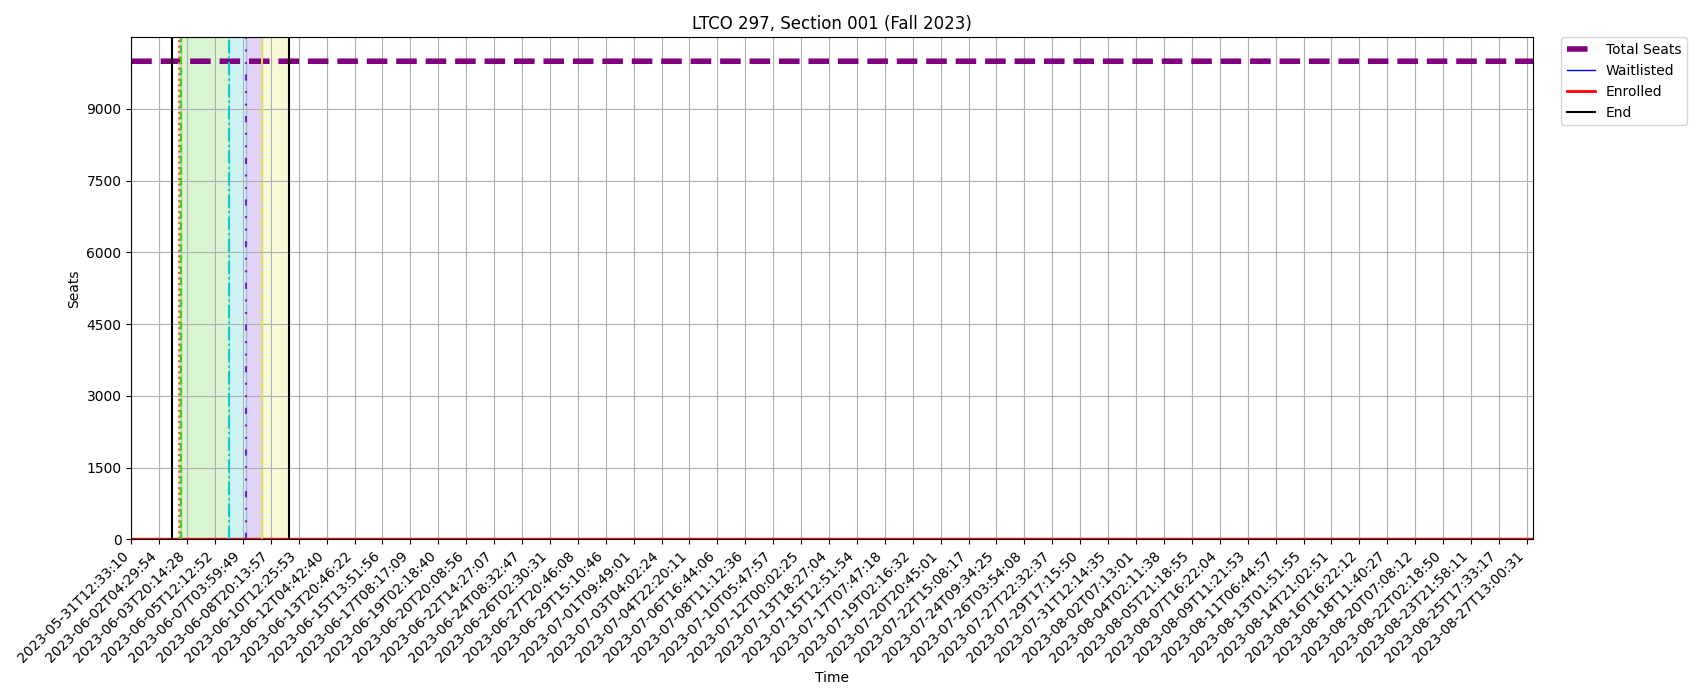 LTCO 297, Section 001 (Fall 2023)
Total Seats
Waitlisted
Enrolled
End
9000
7500
6000
4500
3000
1500
0
Seats
2023-05-31T12:33:10
2023-06-02T04:29:54
2023-06-03T20:14:28
2023-06-05T12:12:52
2023-06-07T03:59:49
2023-06-08T20:13:57
2023-06-10T12:25:53
2023-06-12T04:42:40
2023-06-13T20:46:22
2023-06-15T13:51:56
2023-06-17T08:17:09
2023-06-19T02:18:40
2023-06-20T20:08:56
2023-06-22T14:27:07
2023-06-24T08:32:47
2023-06-26T02:30:31
2023-06-27T20:46:08
2023-06-29T15:10:46
2023-07-01T09:49:01
2023-07-03T04:02:24
2023-07-04T22:20:11
2023-07-06T16:44:06
2023-07-08T11:12:36
2023-07-10T05:47:57
2023-07-12T00:02:25
2023-07-13T18:27:04
2023-07-15T12:51:54
2023-07-17T07:47:18
2023-07-19T02:16:32
2023-07-20T20:45:01
2023-07-22T15:08:17
2023-07-24T09:34:25
2023-07-26T03:54:08
2023-07-27T22:32:37
2023-07-29T17:15:50
2023-07-31T12:14:35
2023-08-02T07:13:01
2023-08-04T02:11:38
2023-08-05T21:18:55
2023-08-07T16:22:04
2023-08-09T11:21:53
2023-08-11T06:44:57
2023-08-13T01:51:55
2023-08-14T21:02:51
2023-08-16T16:22:12
2023-08-18T11:40:27
2023-08-20T07:08:12
2023-08-22T02:18:50
2023-08-23T21:58:11
2023-08-25T17:33:17
2023-08-27T13:00:31
Time